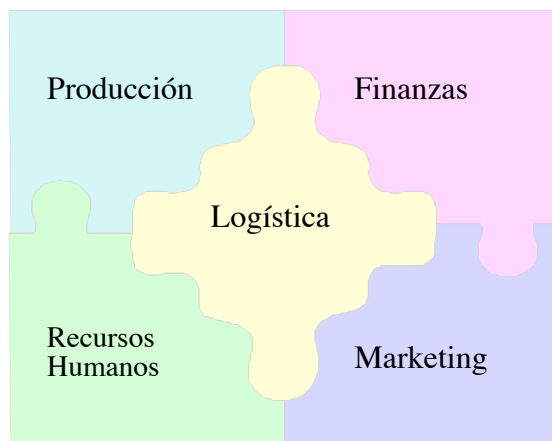 Producción
Finanzas
Logística
Recursos
Humanos
Marketing